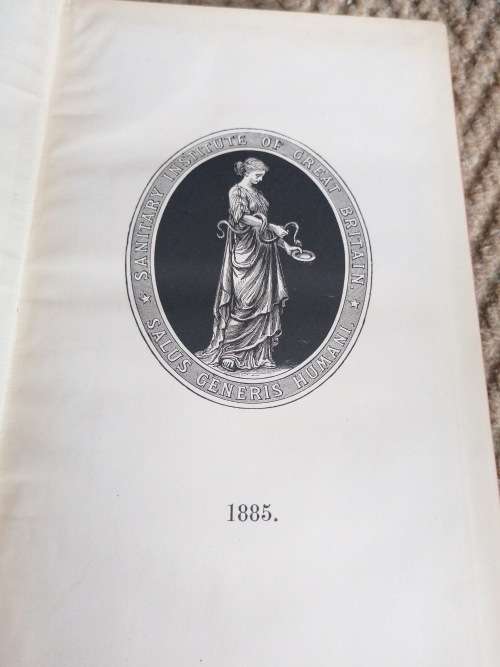 SANITARY INSTITUTE OF GREAT BRITAIN.
SALUS GENERIS HUMANI.
1885.